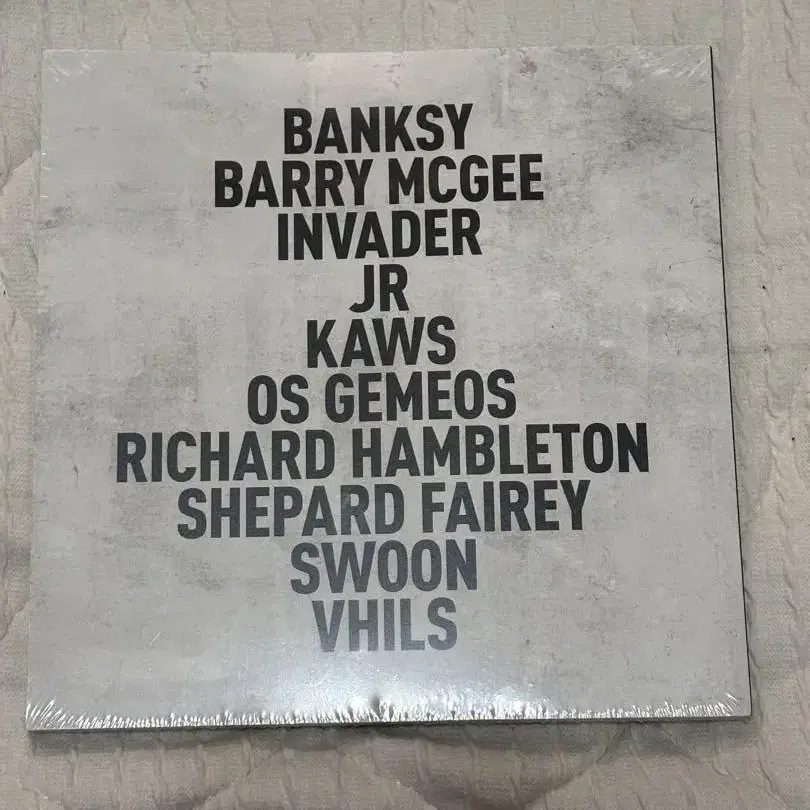 BANKSY
BARRY MCGEE
INVADER
JR
KAWS
OS GEMEOS
RICHARD HAMBLETON
SHEPARD FAIREY
SWOON
VHILS